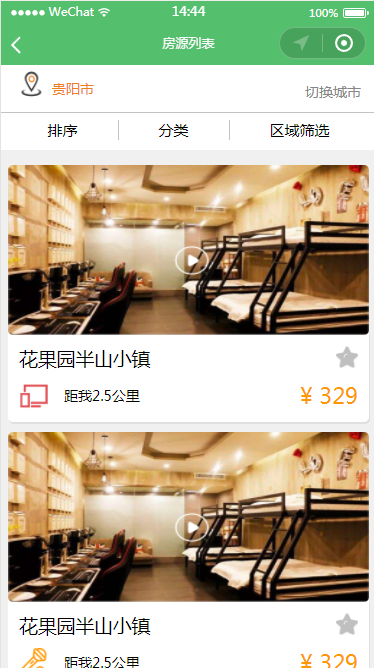 WeChat 14:44 100%
房源列表
贵阳市 切换城市
排序 分类 区域筛选
花果园半山小镇
距我2.5公里 ¥ 329
花果园半山小镇
距我2.5公里 ¥ 329